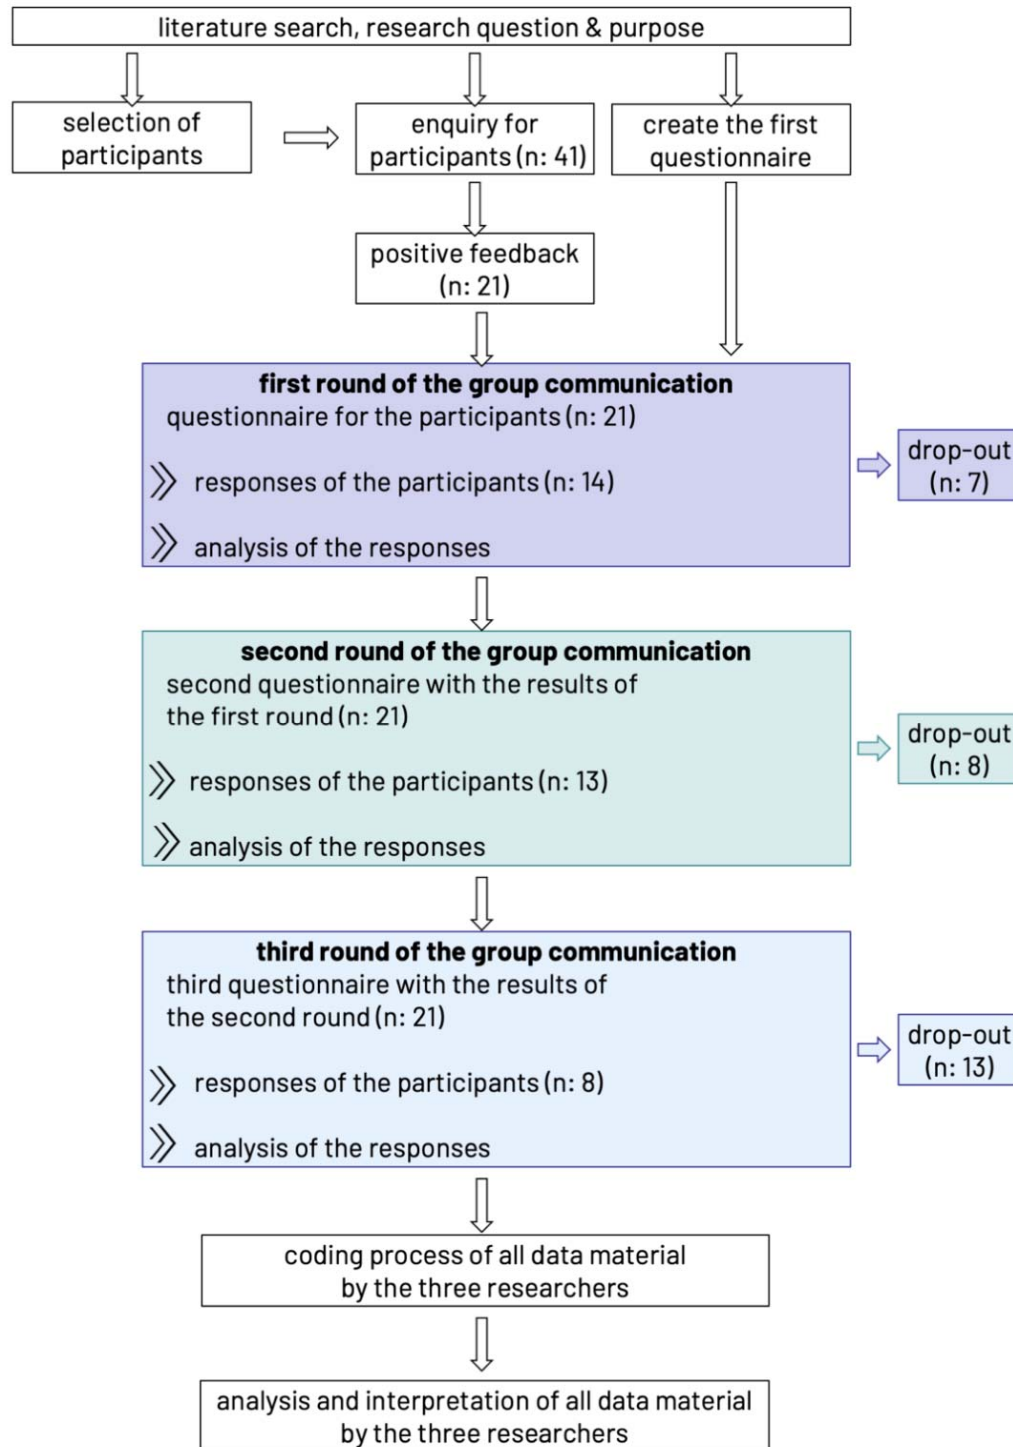 literature search, research question & purpose
selection of
participants
enquiry for
participants (n: 41)
create the first
questionnaire
positive feedback
(n: 21)
first round of the group communication
questionnaire for the participants (n: 21)
responses of the participants (n: 14)
analysis of the responses
drop-out
(n: 7)
second round of the group communication
second questionnaire with the results of
the first round (n: 21)
responses of the participants (n: 13)
analysis of the responses
drop-out
(n: 8)
third round of the group communication
third questionnaire with the results of
the second round (n: 21)
responses of the participants (n: 8)
analysis of the responses
drop-out
(n: 13)
coding process of all data material
by the three researchers
analysis and interpretation of all data material
by the three researchers